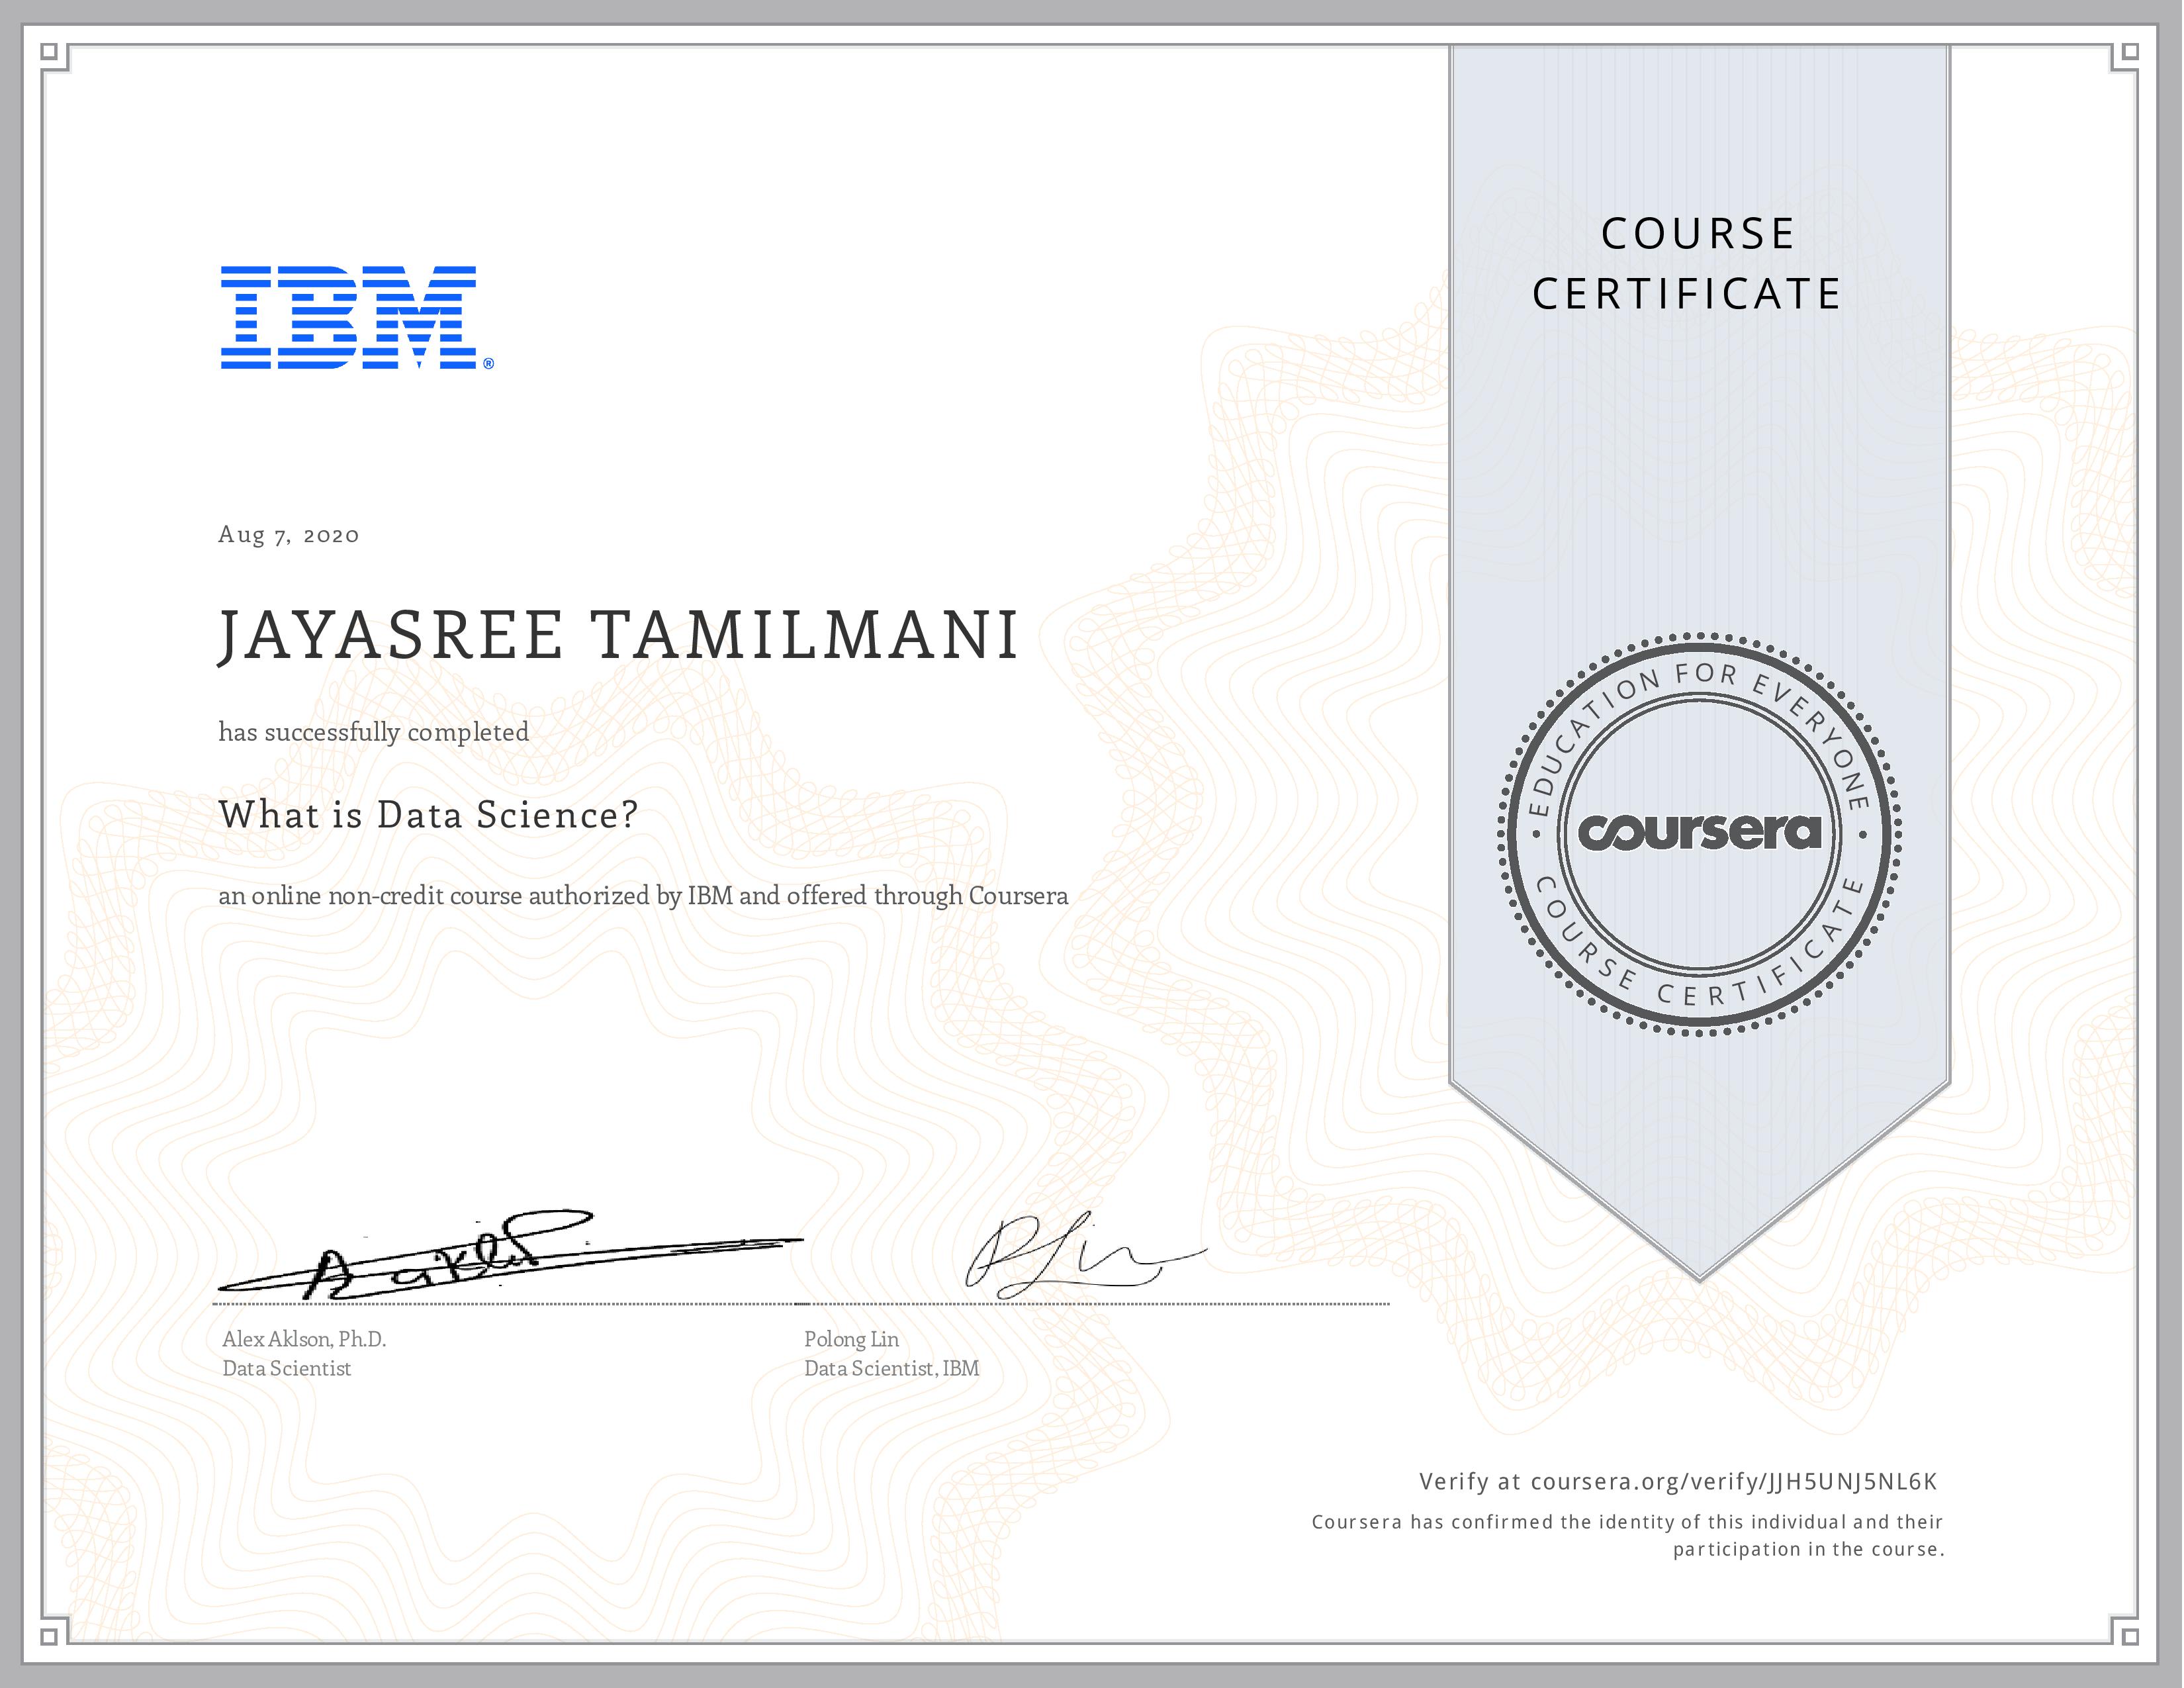 IBM®
COURSE
CERTIFICATE
Aug 7, 2020
JAYASREE TAMILMANI
has successfully completed
What is Data Science?
an online non-credit course authorized by IBM and offered through Coursera
EDUCATION FOR EVERYONE
coursera
COURSE CERTIFICATE
Alex Aklson, Ph.D.
Data Scientist
Polong Lin
Data Scientist, IBM
Verify at coursera.org/verify/JJH5UNJ5NL6K
Coursera has confirmed the identity of this individual and their
participation in the course.